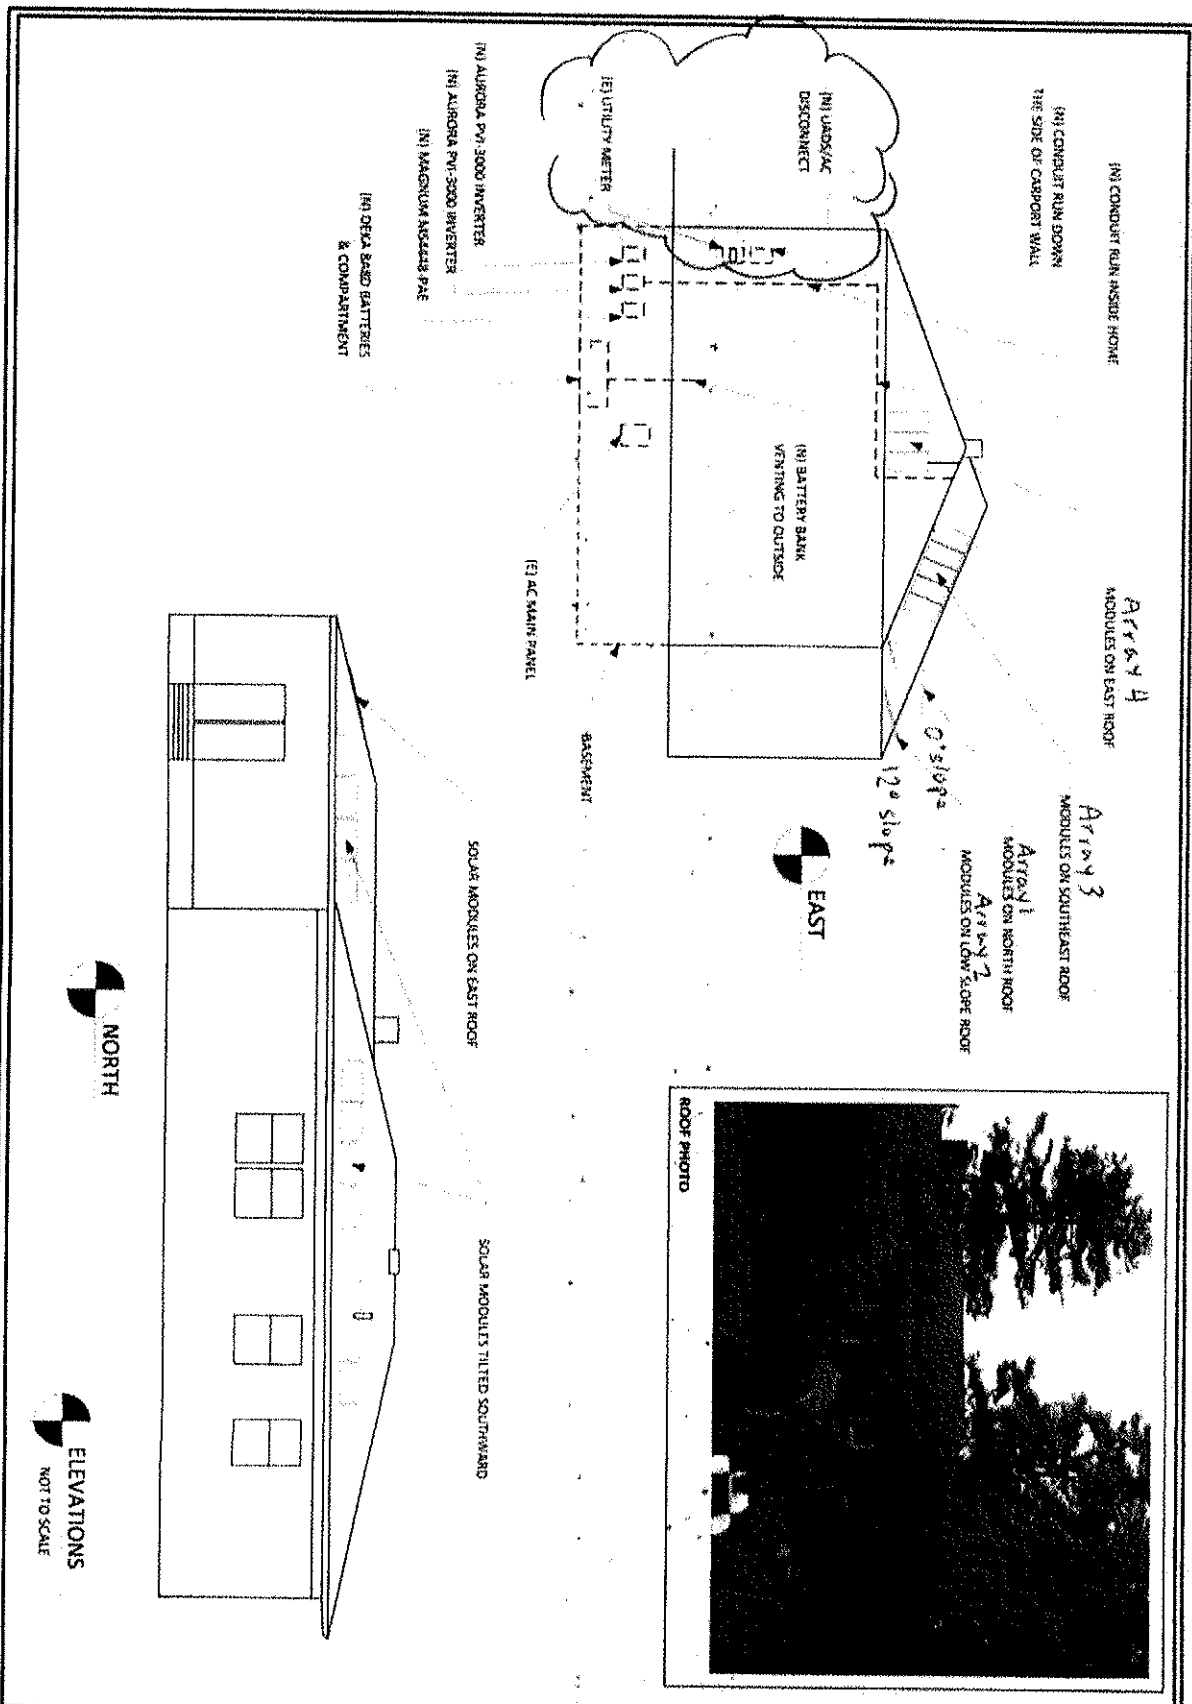 (N) CONDUIT RUN INSIDE HOME
(N) CONDUIT RUN DOWN
THE SIDE OF CARPORT WALL
(N) UADS/AC
DISCONNECT
(E) UTILITY METER
(N) AURORA PVI-3000 INVERTER
(N) AURORA PVI-3000 INVERTER
(N) MAGNUM MS4448-PAE
(N) DEKA BATTERIES
& COMPARTMENT
(N) BATTERY BANK
VENTING TO OUTSIDE
(E) AC MAIN PANEL
BASEMENT
Array 4
MODULES ON EAST ROOF
Array 3
MODULES ON SOUTHEAST ROOF
Array 1
MODULES ON NORTH ROOF
Array 2
MODULES ON LOW SLOPE ROOF
0° slope
12° slope
EAST
ROOF PHOTO
SOLAR MODULES ON EAST ROOF
SOLAR MODULES TILTED SOUTHWARD
NORTH
ELEVATIONS
NOT TO SCALE